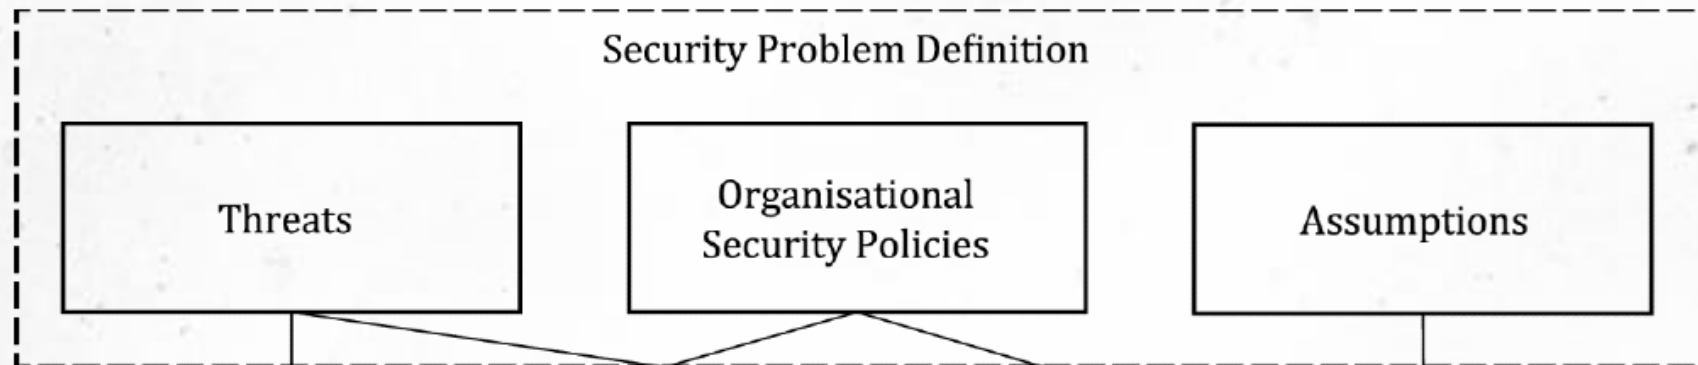 Security Problem Definition
Threats
Organisational
Security Policies
Assumptions